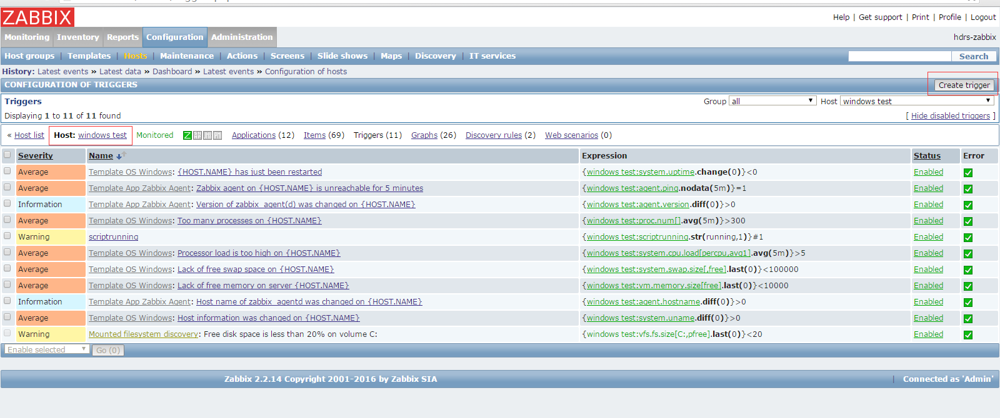 ZABBIX
Help | Get support | Print | Profile | Logout
Monitoring Inventory Reports Configuration Administration
hdrs-zabbix
Host groups | Templates | Hosts | Maintenance | Actions | Screens | Slide shows | Maps | Discovery | IT services
Search
History: Latest events » Latest data » Dashboard » Latest events » Configuration of hosts
CONFIGURATION OF TRIGGERS
Create trigger
Triggers
Group all Host windows test
Displaying 1 to 11 of 11 found
[ Hide disabled triggers ]
« Host list Host: windows test Monitored Z Applications (12) Items (69) Triggers (11) Graphs (26) Discovery rules (2) Web scenarios (0)
Severity Name Expression Status Error
Average Template OS Windows: {HOST.NAME} has just been restarted {windows test:system.uptime.change(0)}<0 Enabled
Average Template App Zabbix Agent: Zabbix agent on {HOST.NAME} is unreachable for 5 minutes {windows test:agent.ping.nodata(5m)}=1 Enabled
Information Template App Zabbix Agent: Version of zabbix_agent(d) was changed on {HOST.NAME} {windows test:agent.version.diff(0)}>0 Enabled
Average Template OS Windows: Too many processes on {HOST.NAME} {windows test:proc.num[].avg(5m)}>300 Enabled
Warning scriptrunning {windows test:scriptrunning.str(running,1)}#1 Enabled
Average Template OS Windows: Processor load is too high on {HOST.NAME} {windows test:system.cpu.load[percpu,avg1].avg(5m)}>5 Enabled
Average Template OS Windows: Lack of free swap space on {HOST.NAME} {windows test:system.swap.size[,free].last(0)}<100000 Enabled
Average Template OS Windows: Lack of free memory on server {HOST.NAME} {windows test:vm.memory.size[free].last(0)}<10000 Enabled
Information Template App Zabbix Agent: Host name of zabbix_agentd was changed on {HOST.NAME} {windows test:agent.hostname.diff(0)}>0 Enabled
Average Template OS Windows: Host information was changed on {HOST.NAME} {windows test:system.uname.diff(0)}>0 Enabled
Warning Mounted filesystem discovery: Free disk space is less than 20% on volume C: {windows test:vfs.fs.size[C:,pfree].last(0)}<20 Enabled
Enable selected Go (0)
Zabbix 2.2.14 Copyright 2001-2016 by Zabbix SIA
| Connected as 'Admin'